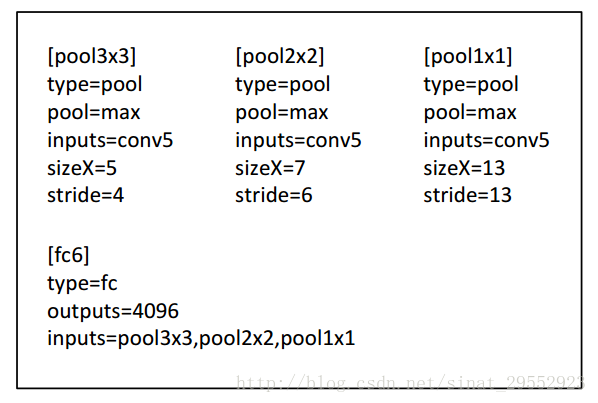 [pool3x3]
type=pool
pool=max
inputs=conv5
sizeX=5
stride=4
[pool2x2]
type=pool
pool=max
inputs=conv5
sizeX=7
stride=6
[pool1x1]
type=pool
pool=max
inputs=conv5
sizeX=13
stride=13
[fc6]
type=fc
outputs=4096
inputs=pool3x3,pool2x2,pool1x1
http://blog.csdn.net/sinat_29552923